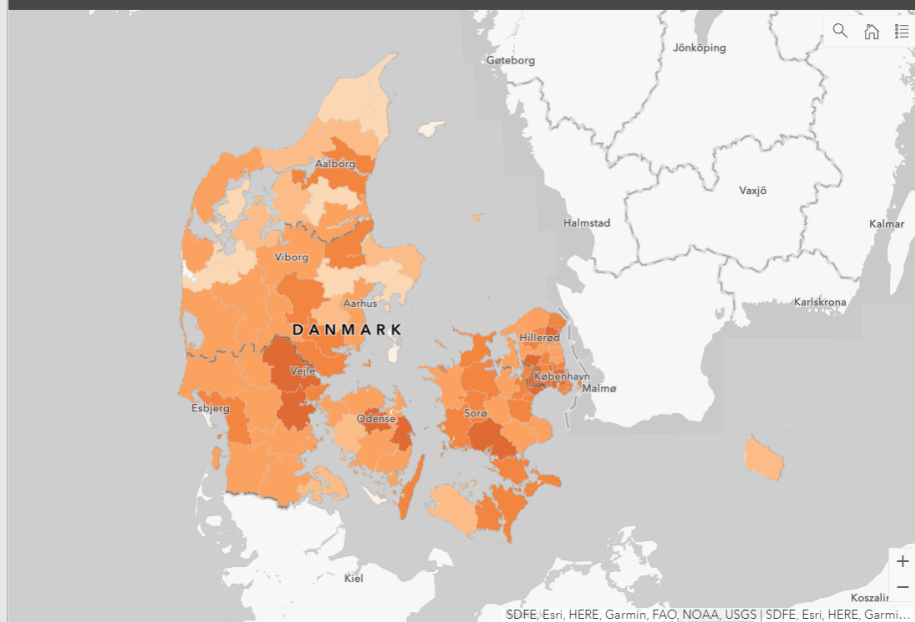 Jönköping
Gøteborg
Aalborg
Vaxjö
Halmstad
Kalmar
Viborg
Karlskrona
Aarhus
DANMARK
Hillerød
Vejle
København
Malmø
Esbjerg
Sorø
Odense
Kiel
Koszalin
SDFE, Esri, HERE, Garmin, FAO, NOAA, USGS | SDFE, Esri, HERE, Garmi...